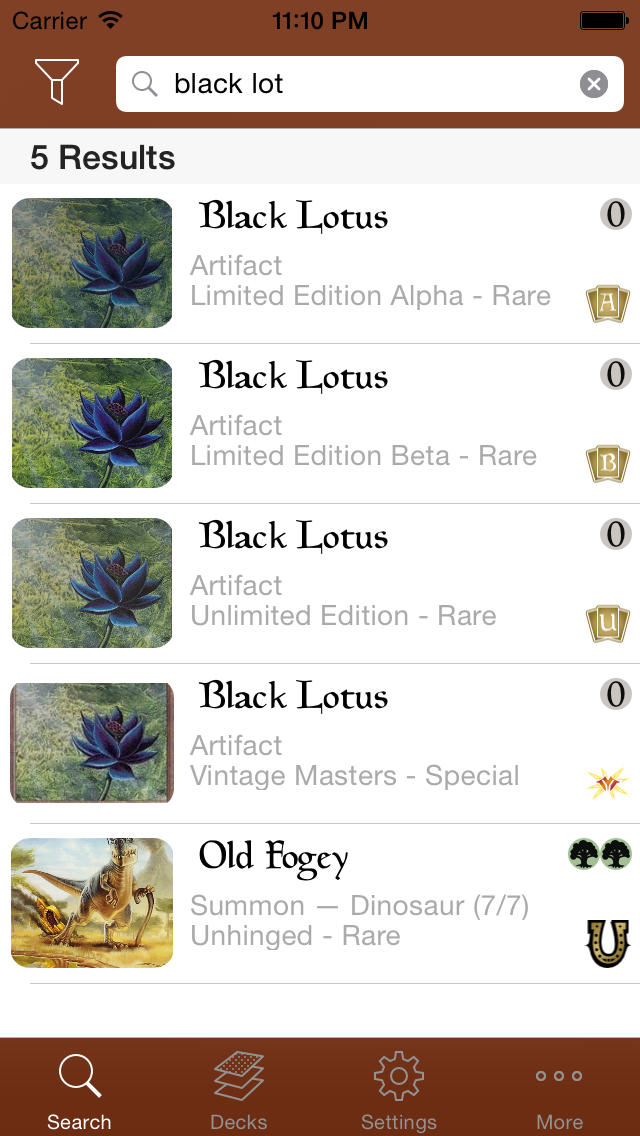 Carrier 11:10 PM
black lot
5 Results
Black Lotus 0
Artifact
Limited Edition Alpha - Rare
A
Black Lotus 0
Artifact
Limited Edition Beta - Rare
B
Black Lotus 0
Artifact
Unlimited Edition - Rare
U
Black Lotus 0
Artifact
Vintage Masters - Special
Old Fogey
Summon — Dinosaur (7/7)
Unhinged - Rare
Search Decks Settings More